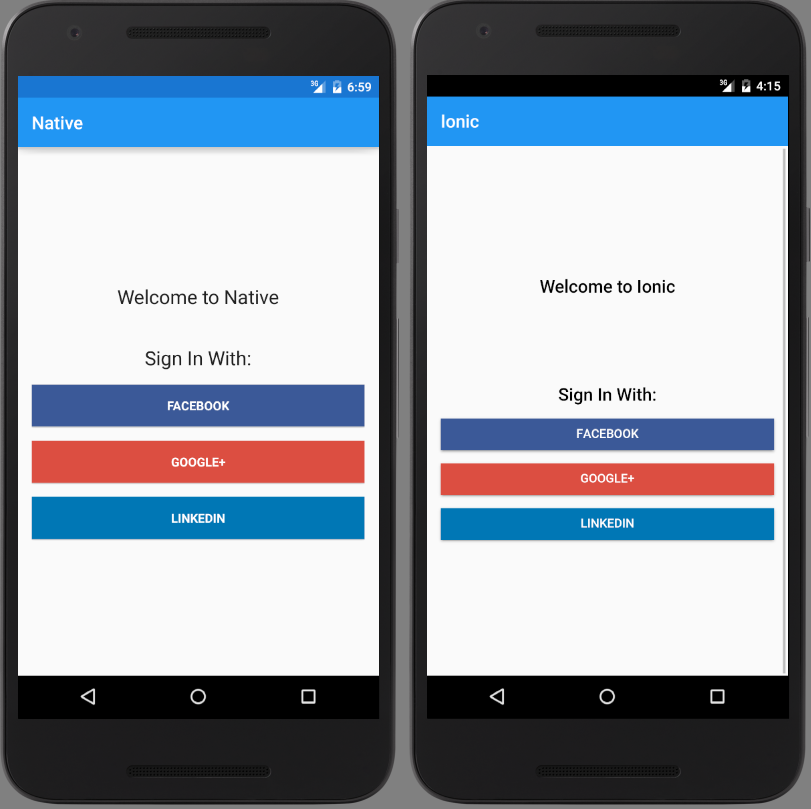 3G 6:59
Native
Welcome to Native
Sign In With:
FACEBOOK
GOOGLE+
LINKEDIN
3G 4:15
Ionic
Welcome to Ionic
Sign In With:
FACEBOOK
GOOGLE+
LINKEDIN